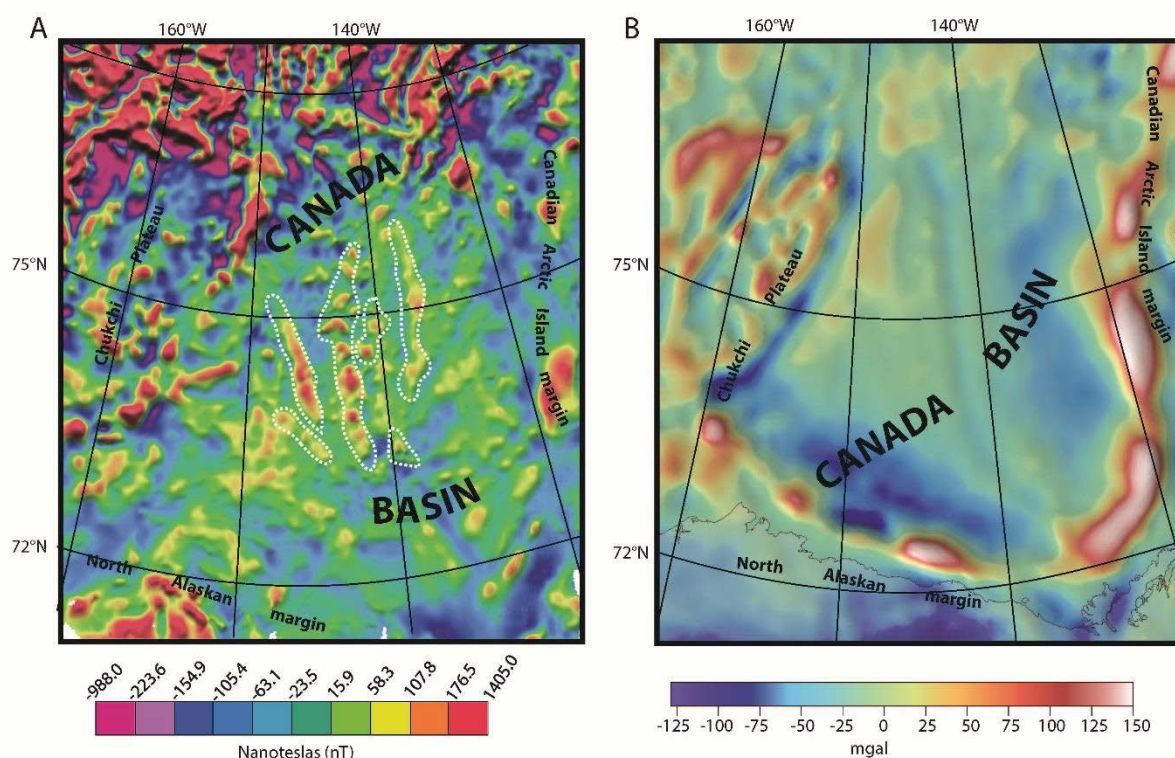 A
160°W
140°W
75°N
72°N
CANADA
BASIN
Chukchi
Plateau
Canadian
Arctic
Island
margin
North
Alaskan
margin
-988.0
-223.6
-154.9
-105.4
-63.1
-23.5
15.9
58.3
107.8
176.5
1405.0
Nanoteslas (nT)
B
160°W
140°W
75°N
72°N
CANADA
BASIN
Chukchi
Plateau
Canadian
Arctic
Island
margin
North
Alaskan
margin
-125 -100 -75 -50 -25 0 25 50 75 100 125 150
mgal